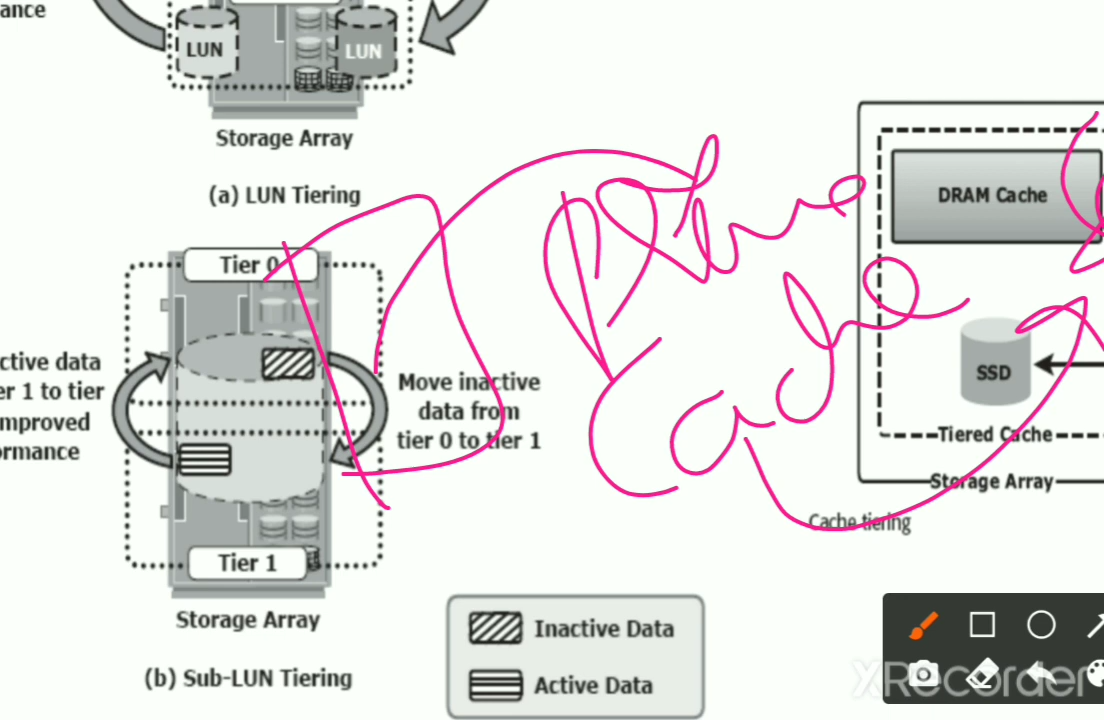 ance
LUN
LUN
Storage Array
(a) LUN Tiering
DRAM Cache
Tier 0
ctive data
er 1 to tier
mproved
ormance
Move inactive
data from
tier 0 to tier 1
SSD
Tiered Cache
Storage Array
Cache tiering
Tier 1
Storage Array
(b) Sub-LUN Tiering
Inactive Data
Active Data
XRecorder